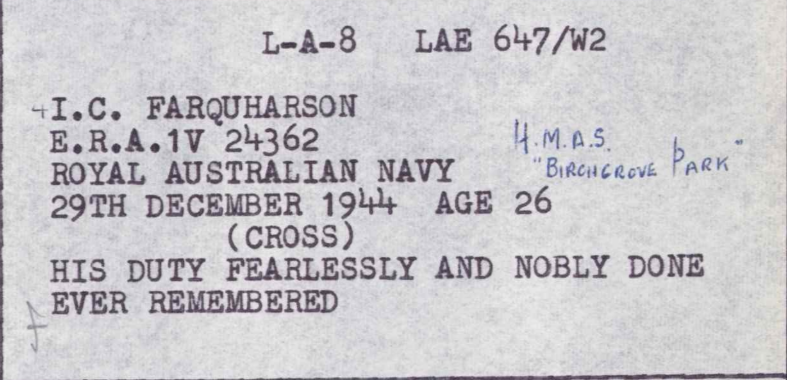 L-A-8 LAE 647/W2
I.C. FARQUHARSON
E.R.A.1V 24362
H.M.A.S.
ROYAL AUSTRALIAN NAVY
"BIRCHGROVE PARK"
29TH DECEMBER 1944 AGE 26
(CROSS)
HIS DUTY FEARLESSLY AND NOBLY DONE
EVER REMEMBERED